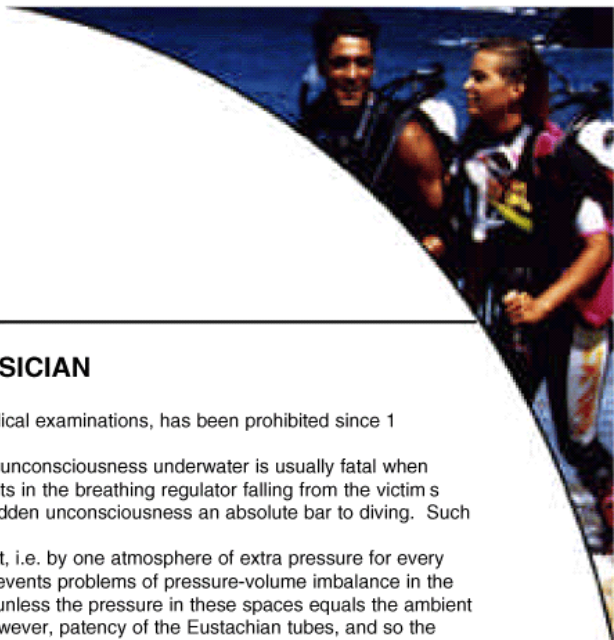 SICIAN
lical examinations, has been prohibited since 1
unconsciousness underwater is usually fatal when
ts in the breathing regulator falling from the victim s
dden unconsciousness an absolute bar to diving. Such
t, i.e. by one atmosphere of extra pressure for every
events problems of pressure-volume imbalance in the
unless the pressure in these spaces equals the ambient
wever, patency of the Eustachian tubes, and so the